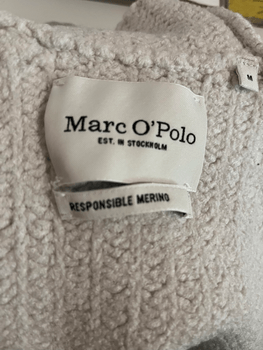 M
Marc O'Polo
EST. IN STOCKHOLM
RESPONSIBLE MERINO